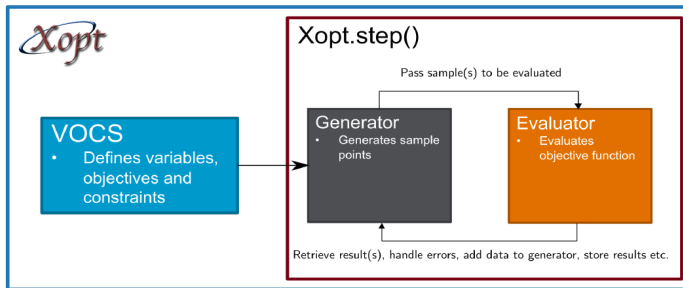 Xopt
Xopt.step()
Pass sample(s) to be evaluated
VOCS
• Defines variables,
objectives and
constraints
Generator
• Generates sample
points
Evaluator
• Evaluates
objective function
Retrieve result(s), handle errors, add data to generator, store results etc.